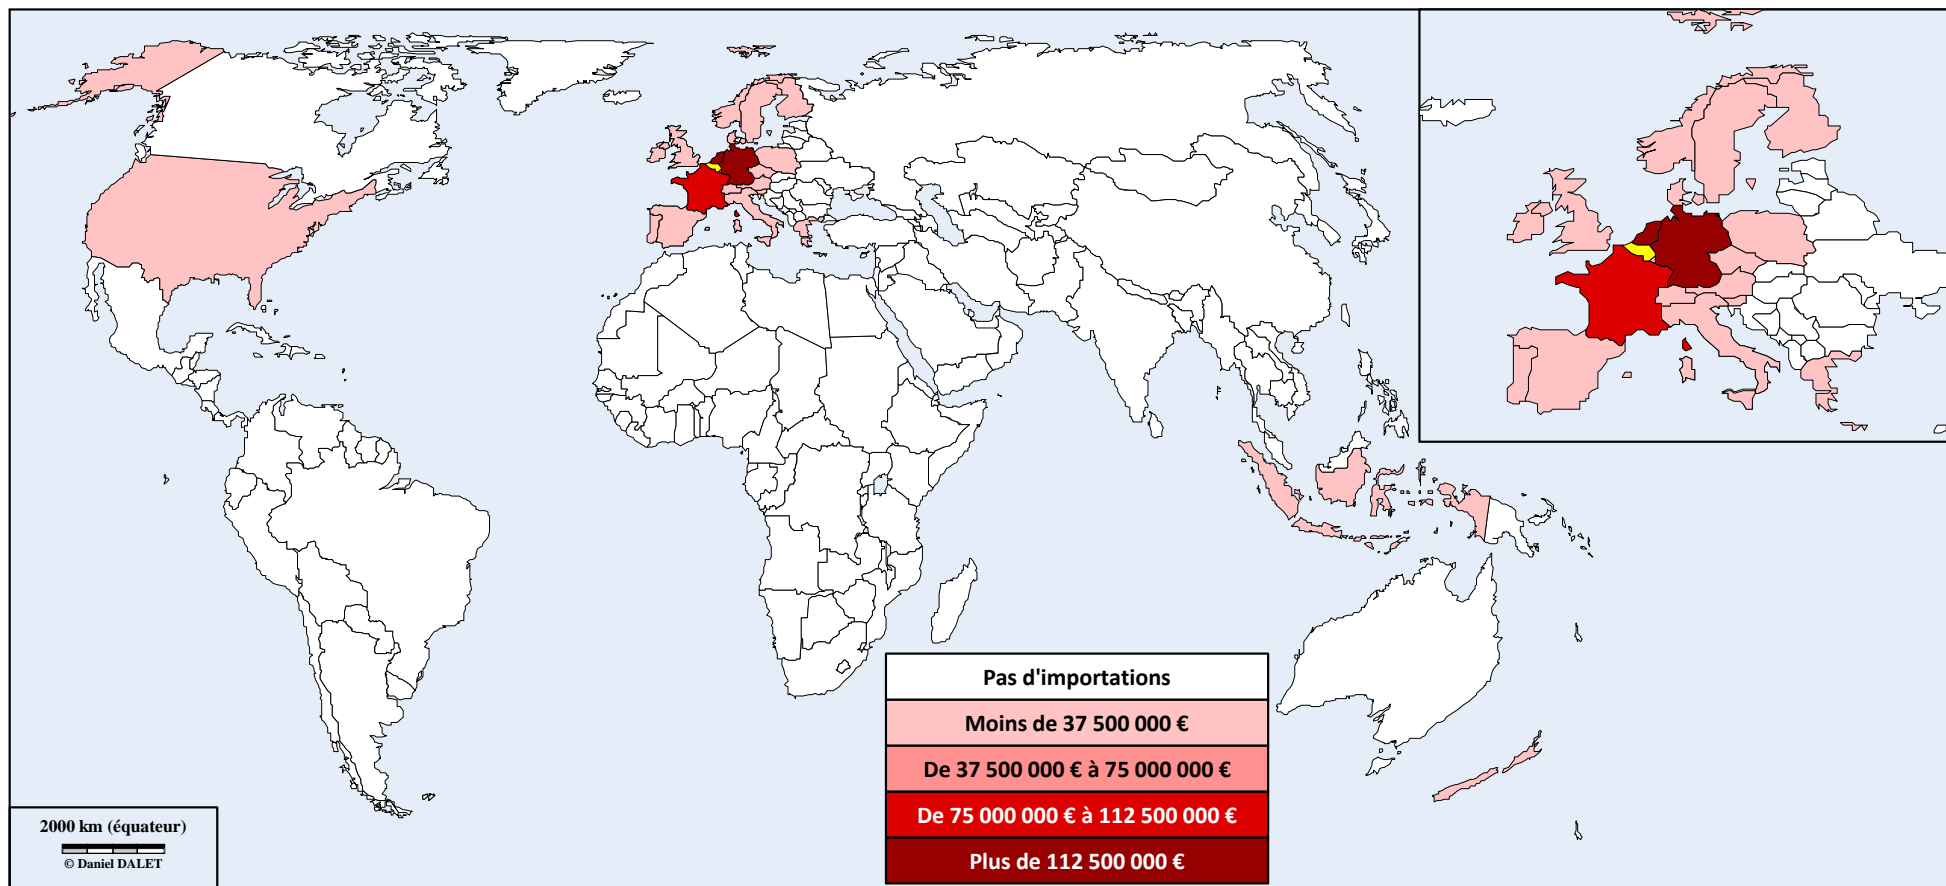 Pas d'importations
Moins de 37 500 000 €
De 37 500 000 € à 75 000 000 €
De 75 000 000 € à 112 500 000 €
Plus de 112 500 000 €
2000 km (équateur)
© Daniel DALET